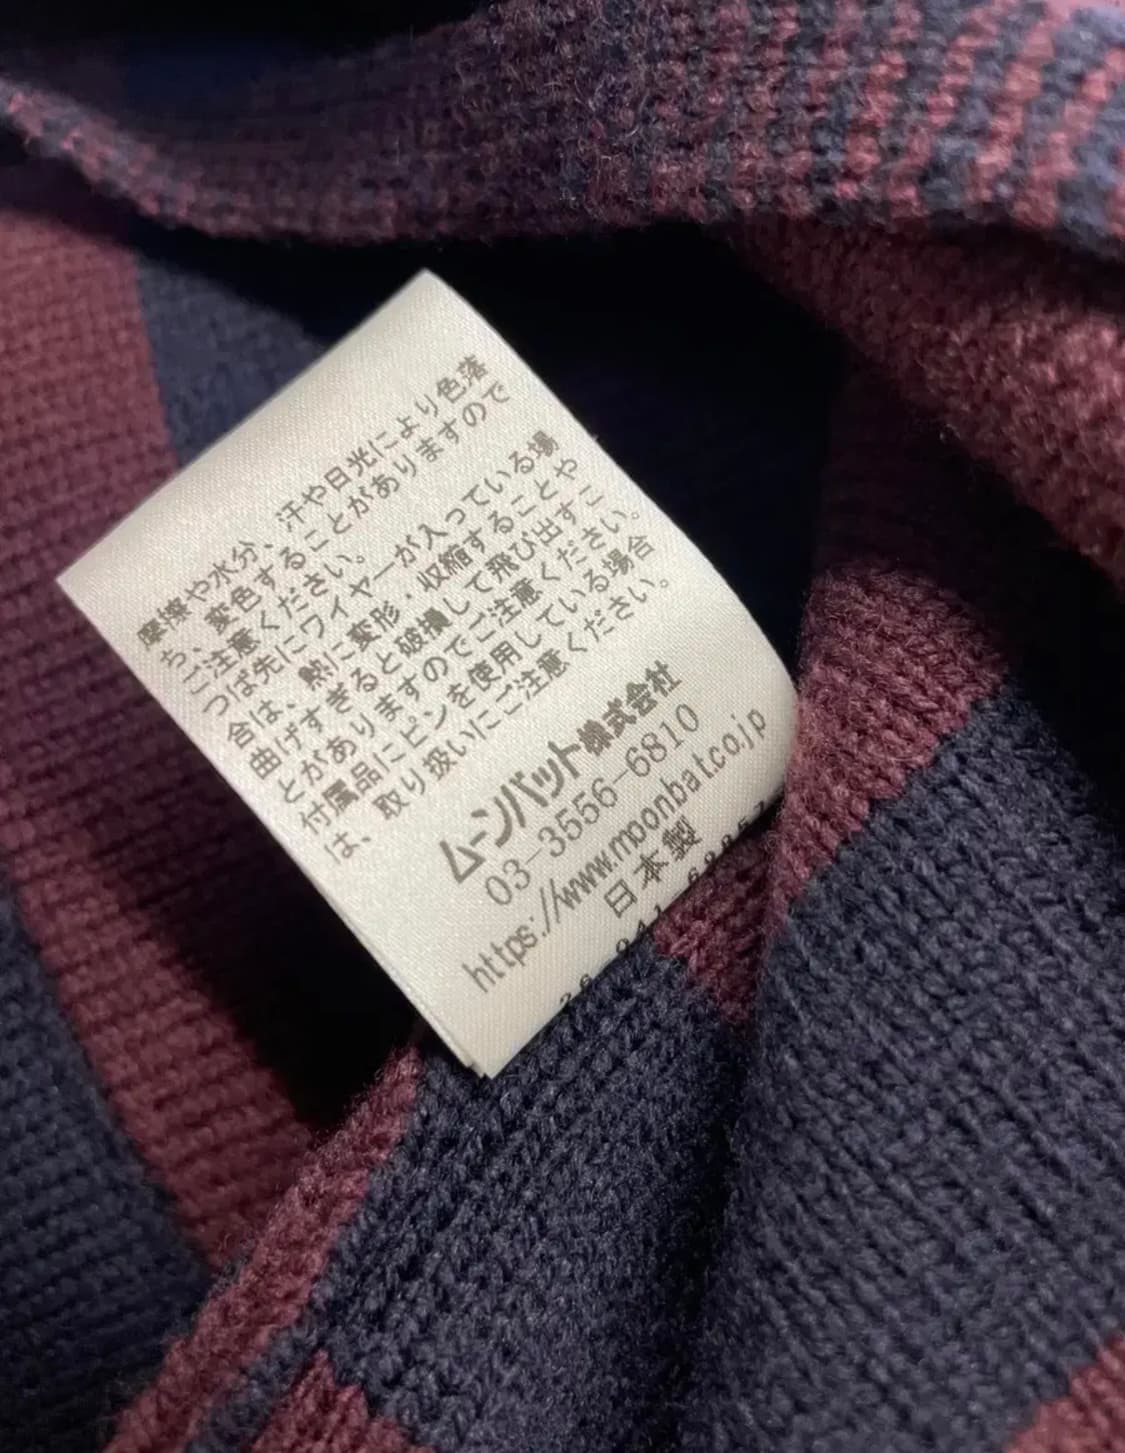 摩擦や水分、汗や日光により色落
ち、変色することがありますので
ご注意ください。
つば先にワイヤーが入っている場
合は、熱に変形・収縮することや
曲げすぎると破損して飛び出すこ
とがありますのでご注意ください。
付属品にピンを使用している場合
は、取り扱いにご注意ください。
ムーンバット株式会社
03-3556-6810
https://www.moonbat.co.jp
日本製